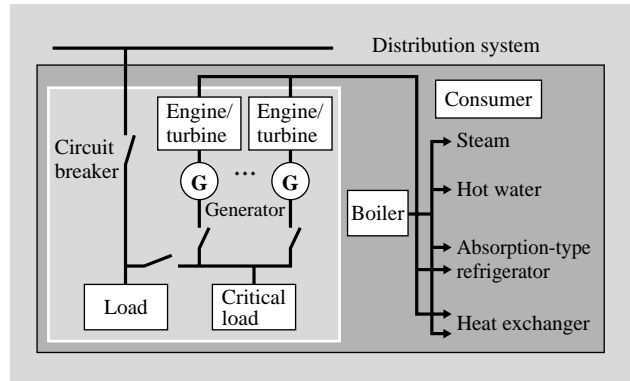 Distribution system
Consumer
Engine/
turbine
Engine/
turbine
Circuit
breaker
Steam
G
...
G
Hot water
Generator
Boiler
Absorption-type
refrigerator
Load
Critical
load
Heat exchanger